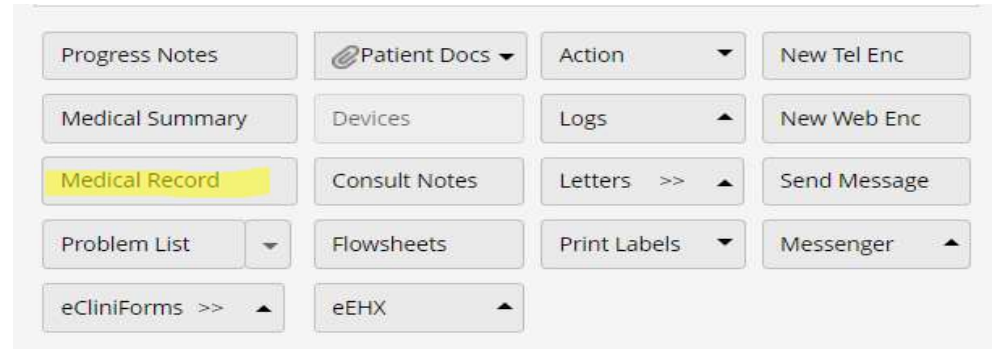 Progress Notes Patient Docs Action New Tel Enc
Medical Summary Devices Logs New Web Enc
Medical Record Consult Notes Letters >> Send Message
Problem List Flowsheets Print Labels Messenger
eCliniForms >> eEHX